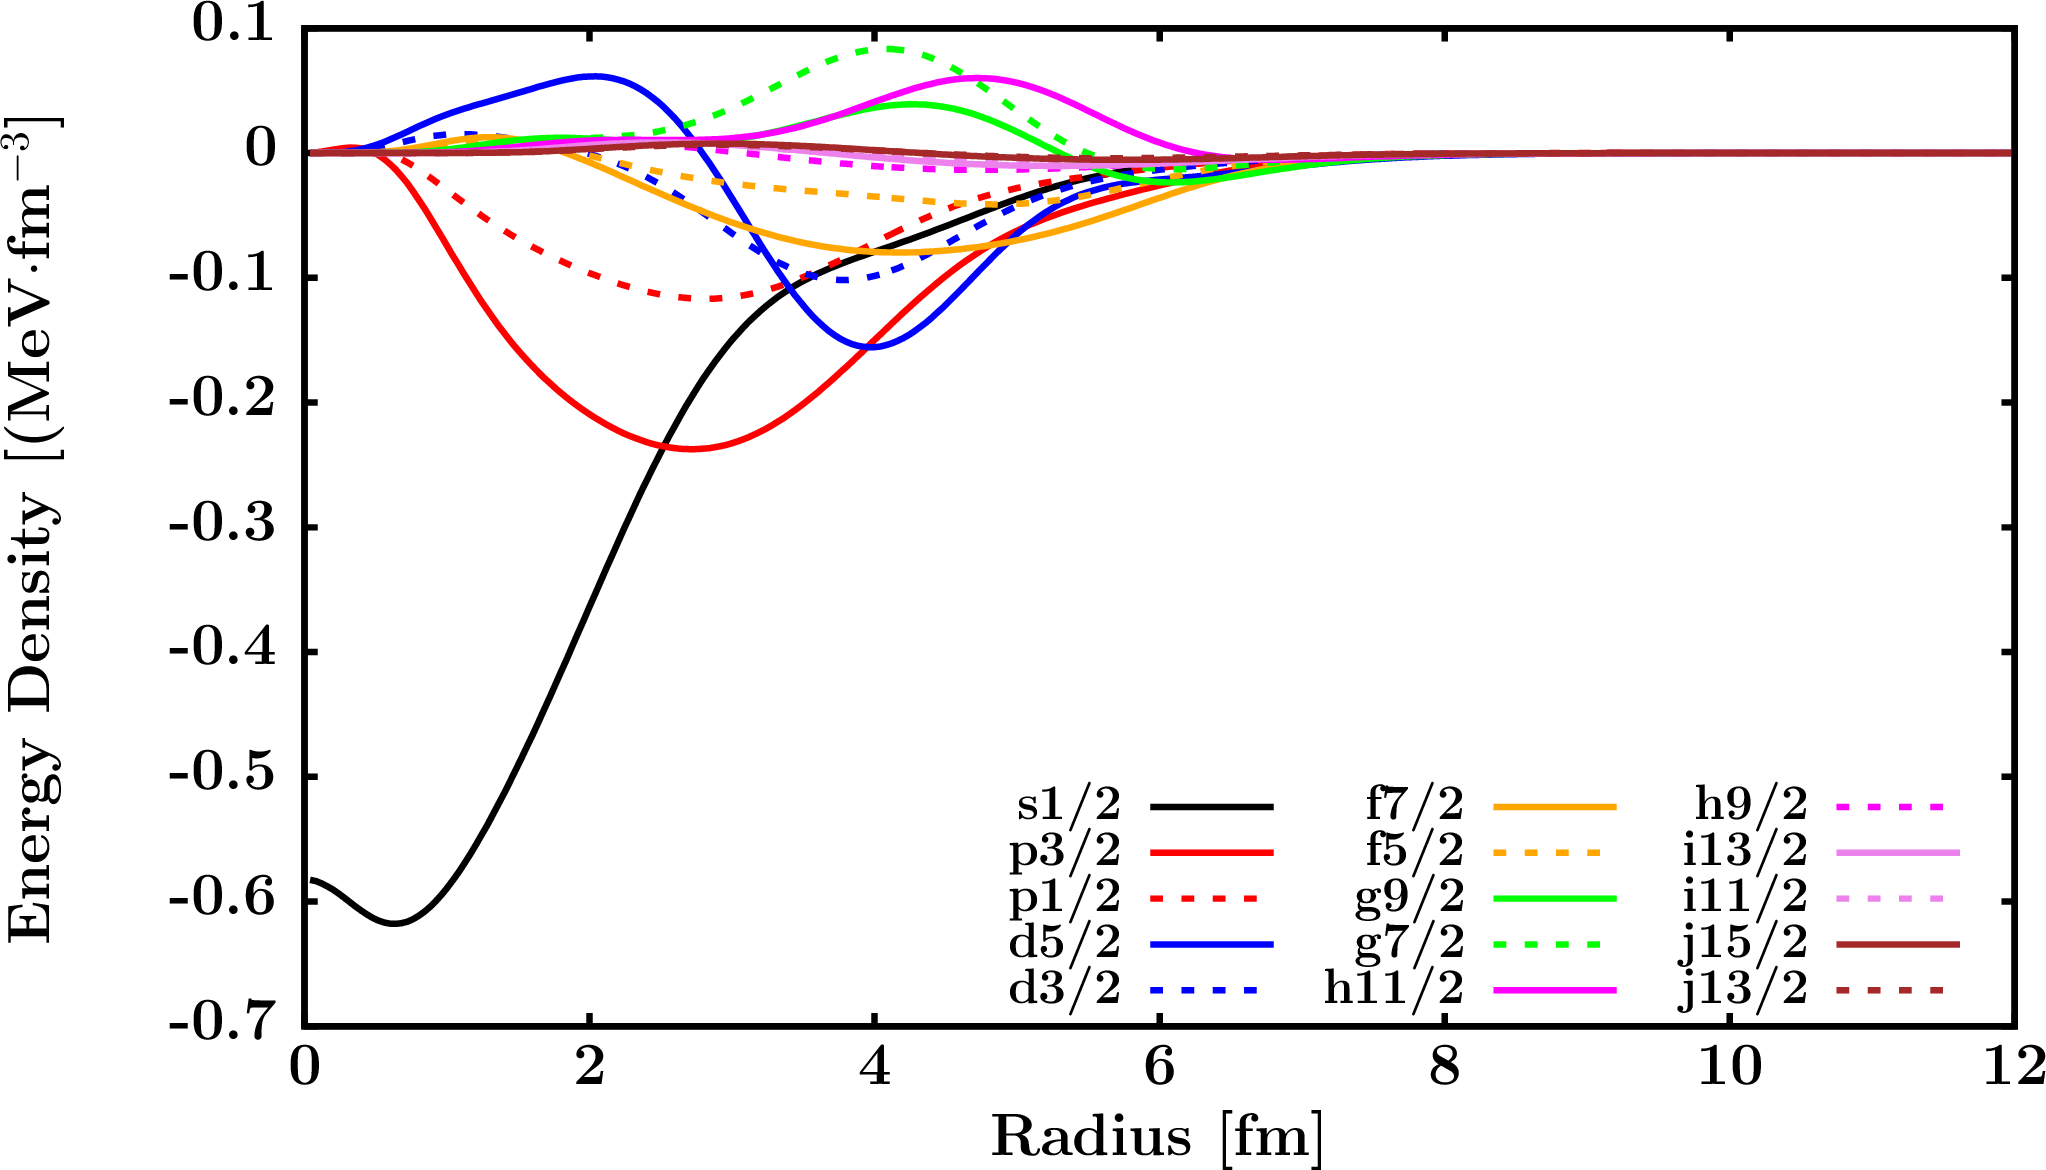 Energy Density [(MeV·fm⁻³]
0.1
0
-0.1
-0.2
-0.3
-0.4
-0.5
-0.6
-0.7
s1/2 f7/2 h9/2
p3/2 f5/2 i13/2
p1/2 g9/2 i11/2
d5/2 g7/2 j15/2
d3/2 h11/2 j13/2
0 2 4 6 8 10 12
Radius [fm]